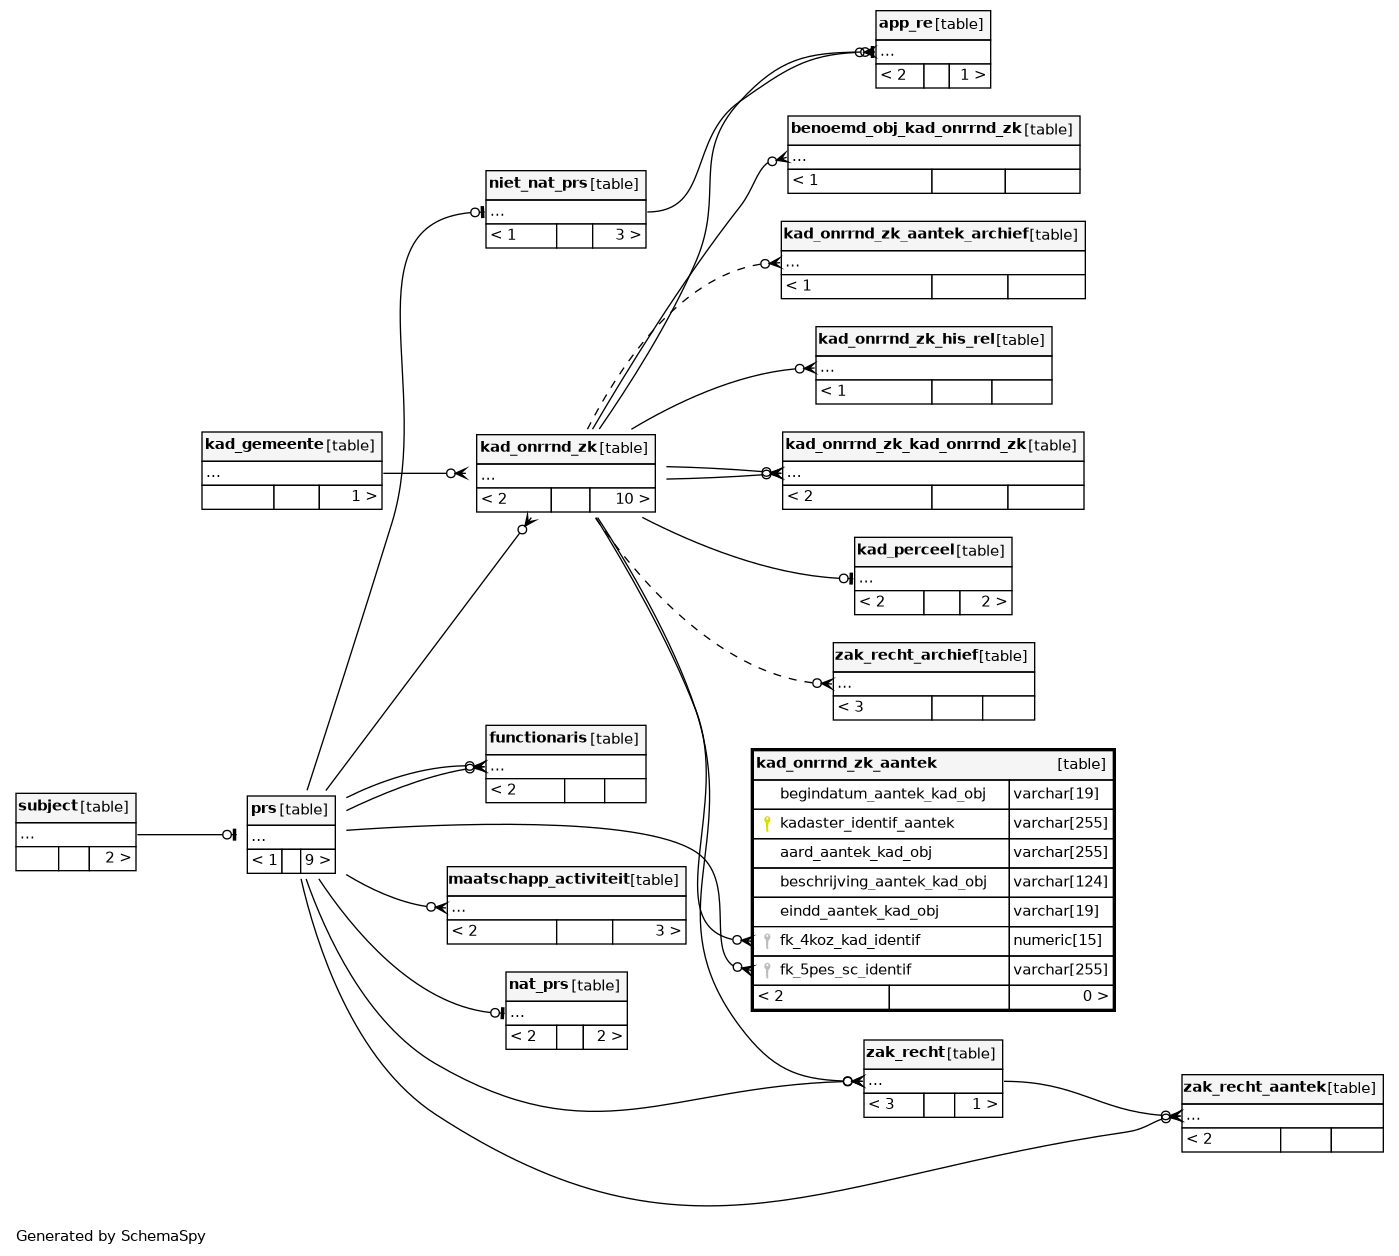 app_re [table]
...
< 2 1 >
benoemd_obj_kad_onrrnd_zk [table]
...
< 1
niet_nat_prs [table]
...
< 1 3 >
kad_onrrnd_zk_aantek_archief [table]
...
< 1
kad_onrrnd_zk_his_rel [table]
...
< 1
kad_gemeente [table]
...
1 >
kad_onrrnd_zk [table]
...
< 2 10 >
kad_onrrnd_zk_kad_onrrnd_zk [table]
...
< 2
kad_perceel [table]
...
< 2 2 >
zak_recht_archief [table]
...
< 3
functionaris [table]
...
< 2
subject [table]
...
2 >
prs [table]
...
< 1 9 >
kad_onrrnd_zk_aantek [table]
begindatum_aantek_kad_obj varchar[19]
kadaster_identif_aantek varchar[255]
aard_aantek_kad_obj varchar[255]
beschrijving_aantek_kad_obj varchar[124]
eindd_aantek_kad_obj varchar[19]
fk_4koz_kad_identif numeric[15]
fk_5pes_sc_identif varchar[255]
< 2 0 >
maatschapp_activiteit [table]
...
< 2 3 >
nat_prs [table]
...
< 2 2 >
zak_recht [table]
...
< 3 1 >
zak_recht_aantek [table]
...
< 2
Generated by SchemaSpy